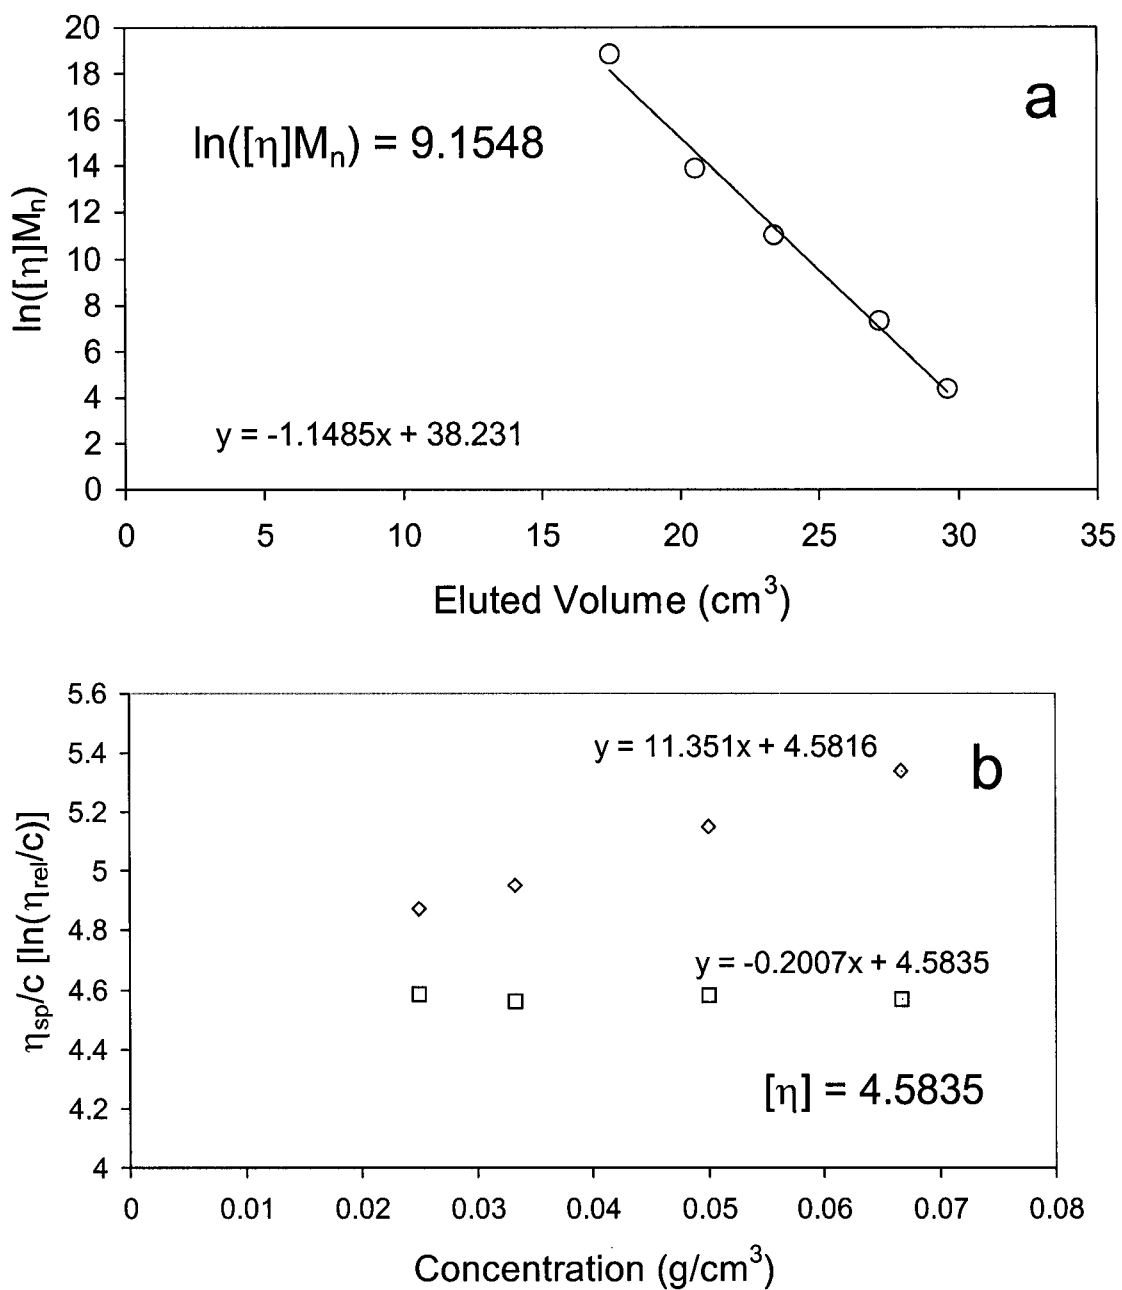 20
18
16
14
12
10
8
6
4
2
0
ln([η]Mₙ)
a
ln([η]Mₙ) = 9.1548
y = -1.1485x + 38.231
0 5 10 15 20 25 30 35
Eluted Volume (cm³)
5.6
5.4
5.2
5
4.8
4.6
4.4
4.2
4
ηsp/c [ln(ηrel/c)]
y = 11.351x + 4.5816
b
y = -0.2007x + 4.5835
[η] = 4.5835
0 0.01 0.02 0.03 0.04 0.05 0.06 0.07 0.08
Concentration (g/cm³)